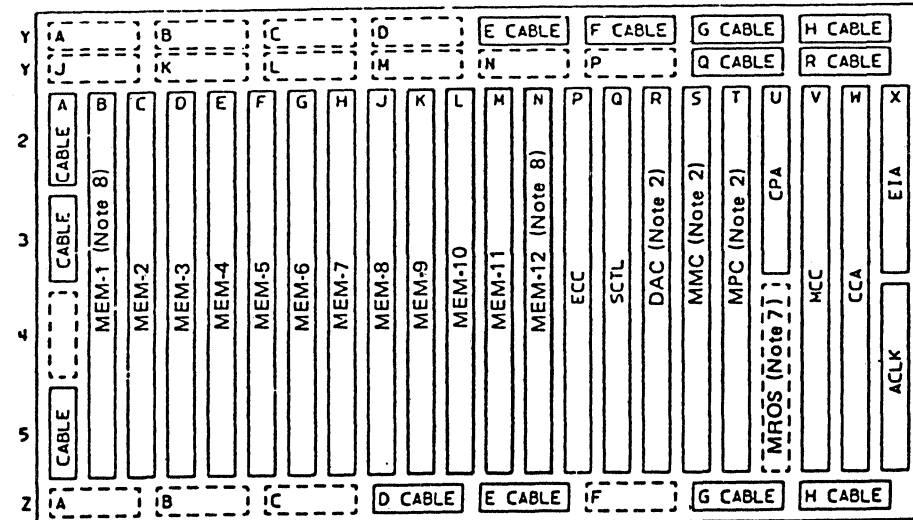 Y A B C D E CABLE F CABLE G CABLE H CABLE
Y J K L M N P Q CABLE R CABLE
A B C D E F G H J K L M N P Q R S T U V W X
2
3
4
5
CABLE
CABLE
CABLE
MEM-1 (Note 8)
MEM-2
MEM-3
MEM-4
MEM-5
MEM-6
MEM-7
MEM-8
MEM-9
MEM-10
MEM-11
MEM-12 (Note 8)
ECC
SCTL
DAC (Note 2)
MMC (Note 2)
MPC (Note 2)
CPA
MROS (Note 7)
MCC
CCA
EIA
ACLK
Z A B C D CABLE E CABLE F G CABLE H CABLE